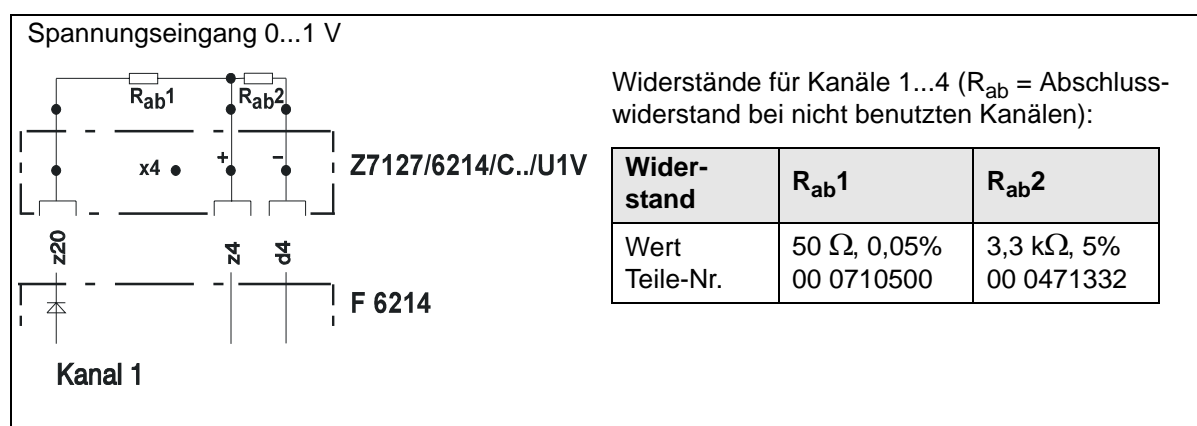 Spannungseingang 0...1 V
Rab1
Rab2
x4
+
−
Z7127/6214/C../U1V
z20
z4
d4
F 6214
Kanal 1
Widerstände für Kanäle 1...4 (Rab = Abschluss-
widerstand bei nicht benutzten Kanälen):
Wider-
stand
Rab1
Rab2
Wert
50 Ω, 0,05%
3,3 kΩ, 5%
Teile-Nr.
00 0710500
00 0471332